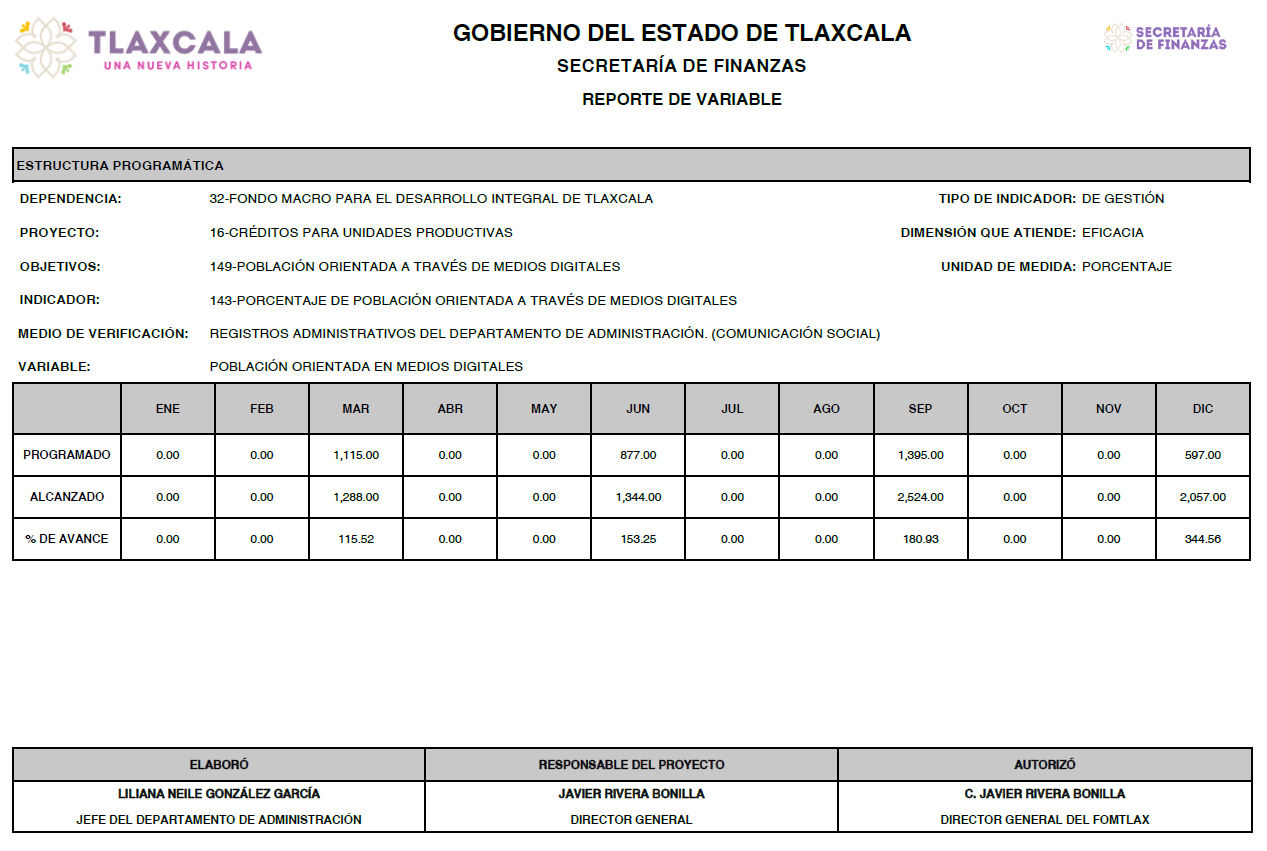 TLAXCALA
UNA NUEVA HISTORIA
GOBIERNO DEL ESTADO DE TLAXCALA
SECRETARÍA DE FINANZAS
REPORTE DE VARIABLE
SECRETARÍA
DE FINANZAS
ESTRUCTURA PROGRAMÁTICA
DEPENDENCIA: 32-FONDO MACRO PARA EL DESARROLLO INTEGRAL DE TLAXCALA TIPO DE INDICADOR: DE GESTIÓN
PROYECTO: 16-CRÉDITOS PARA UNIDADES PRODUCTIVAS DIMENSIÓN QUE ATIENDE: EFICACIA
OBJETIVOS: 149-POBLACIÓN ORIENTADA A TRAVÉS DE MEDIOS DIGITALES UNIDAD DE MEDIDA: PORCENTAJE
INDICADOR: 143-PORCENTAJE DE POBLACIÓN ORIENTADA A TRAVÉS DE MEDIOS DIGITALES
MEDIO DE VERIFICACIÓN: REGISTROS ADMINISTRATIVOS DEL DEPARTAMENTO DE ADMINISTRACIÓN. (COMUNICACIÓN SOCIAL)
VARIABLE: POBLACIÓN ORIENTADA EN MEDIOS DIGITALES
ENE FEB MAR ABR MAY JUN JUL AGO SEP OCT NOV DIC
PROGRAMADO 0.00 0.00 1,115.00 0.00 0.00 877.00 0.00 0.00 1,395.00 0.00 0.00 597.00
ALCANZADO 0.00 0.00 1,288.00 0.00 0.00 1,344.00 0.00 0.00 2,524.00 0.00 0.00 2,057.00
% DE AVANCE 0.00 0.00 115.52 0.00 0.00 153.25 0.00 0.00 180.93 0.00 0.00 344.56
ELABORÓ RESPONSABLE DEL PROYECTO AUTORIZÓ
LILIANA NEILE GONZÁLEZ GARCÍA JAVIER RIVERA BONILLA C. JAVIER RIVERA BONILLA
JEFE DEL DEPARTAMENTO DE ADMINISTRACIÓN DIRECTOR GENERAL DIRECTOR GENERAL DEL FOMTLAX